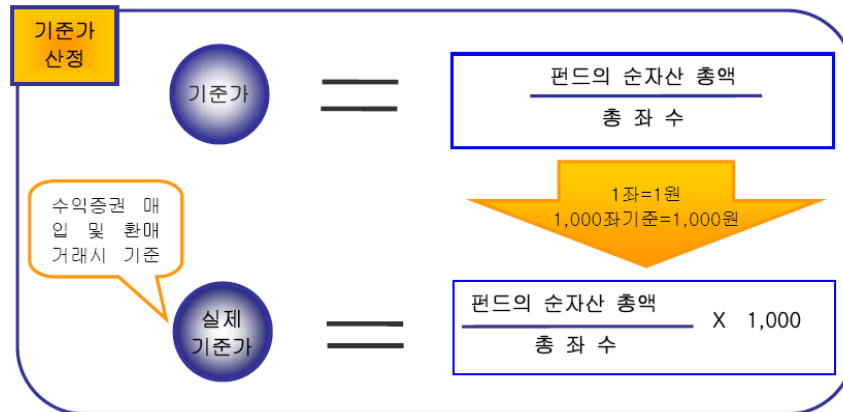 기준가
산정
기준가
펀드의 순자산 총액
총 좌 수
1좌=1원
1,000좌기준=1,000원
수익증권 매
입 및 환매
거래시 기준
실제
기준가
펀드의 순자산 총액
총 좌 수
X 1,000